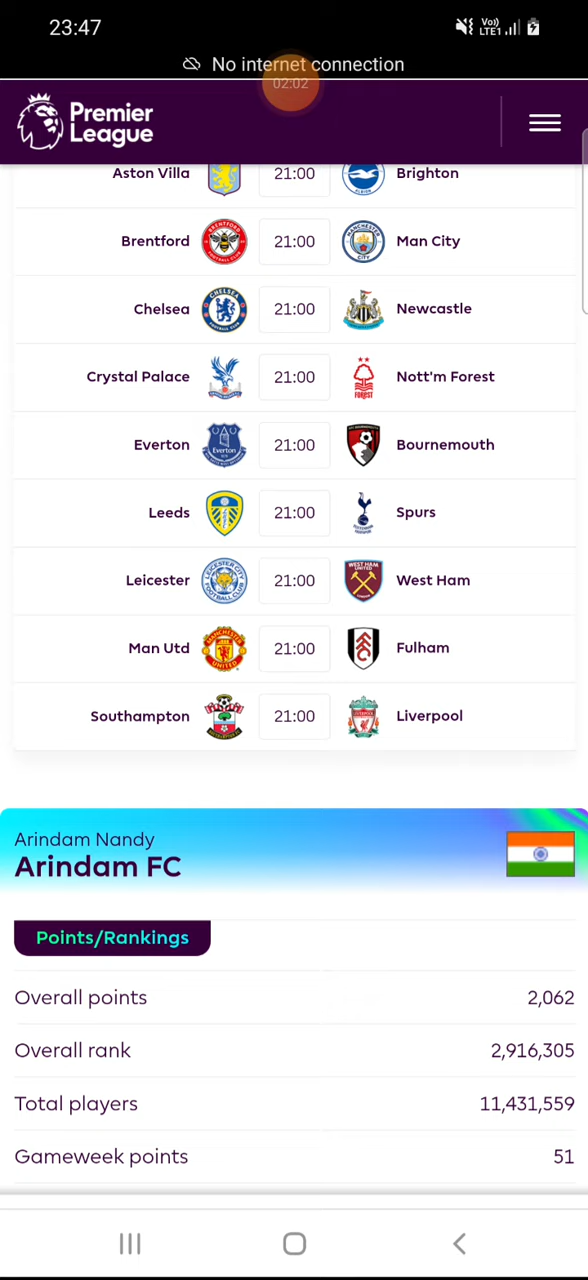 23:47
Vo))
LTE1
No internet connection
02:02
Premier
League
Aston Villa 21:00 Brighton
Brentford 21:00 Man City
Chelsea 21:00 Newcastle
Crystal Palace 21:00 Nott'm Forest
Everton 21:00 Bournemouth
Leeds 21:00 Spurs
Leicester 21:00 West Ham
Man Utd 21:00 Fulham
Southampton 21:00 Liverpool
Arindam Nandy
Arindam FC
Points/Rankings
Overall points 2,062
Overall rank 2,916,305
Total players 11,431,559
Gameweek points 51